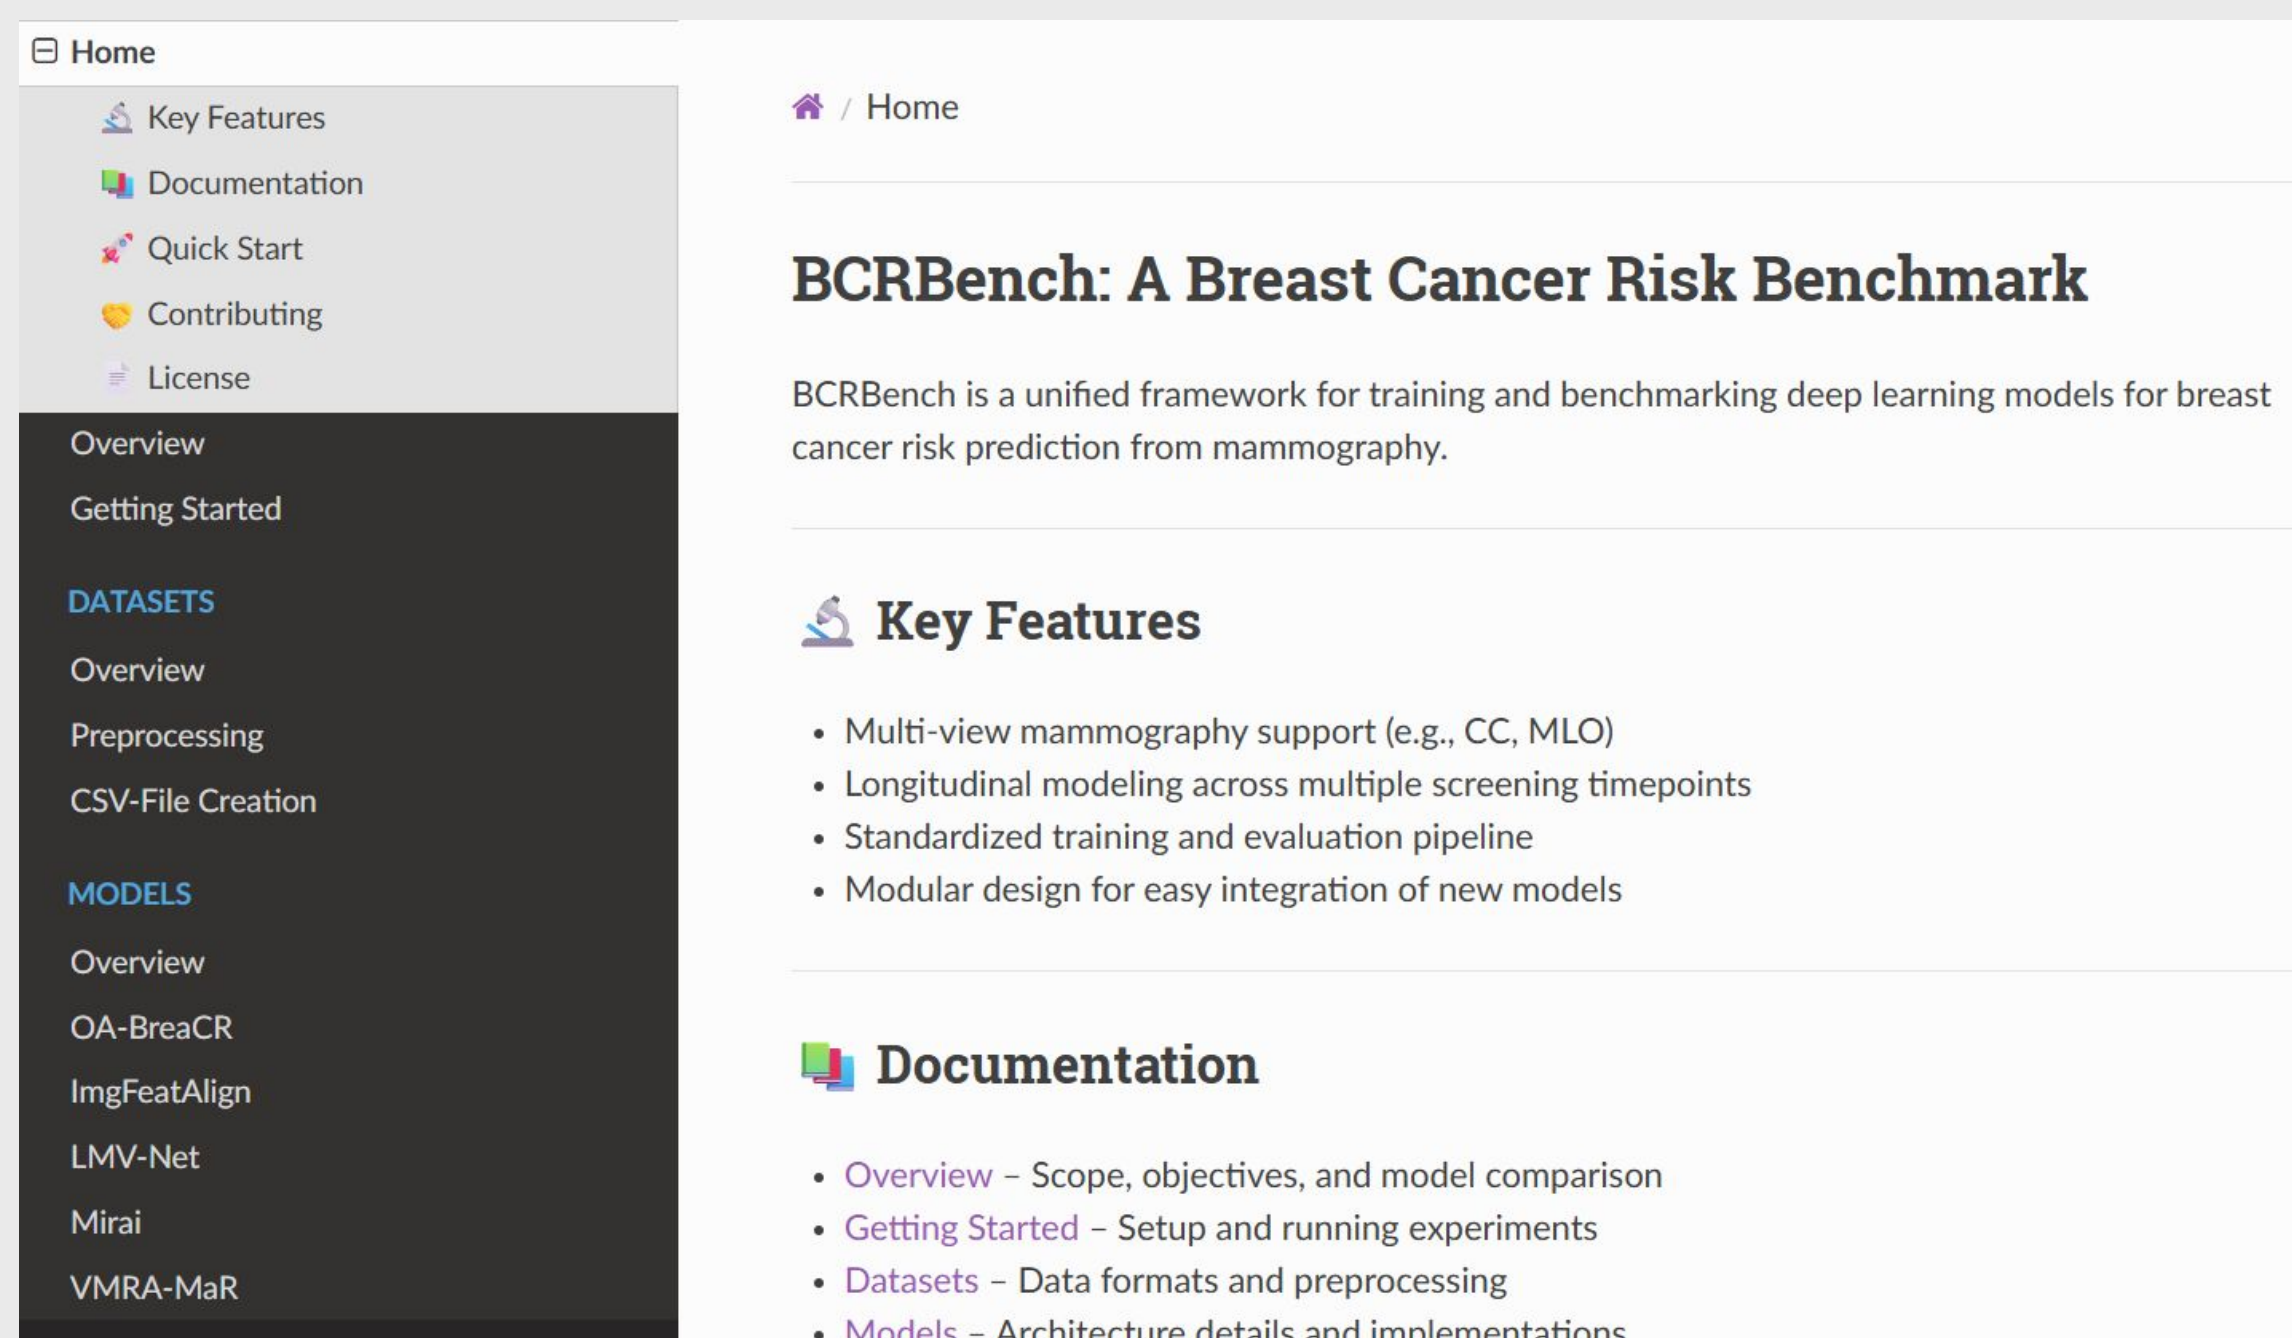 Home
Key Features
Documentation
Quick Start
Contributing
License
Overview
Getting Started
DATASETS
Overview
Preprocessing
CSV-File Creation
MODELS
Overview
OA-BreaCR
ImgFeatAlign
LMV-Net
Mirai
VMRA-MaR
/ Home
BCRBench: A Breast Cancer Risk Benchmark
BCRBench is a unified framework for training and benchmarking deep learning models for breast
cancer risk prediction from mammography.
Key Features
• Multi-view mammography support (e.g., CC, MLO)
• Longitudinal modeling across multiple screening timepoints
• Standardized training and evaluation pipeline
• Modular design for easy integration of new models
Documentation
• Overview – Scope, objectives, and model comparison
• Getting Started – Setup and running experiments
• Datasets – Data formats and preprocessing
• Models – Architecture details and implementations